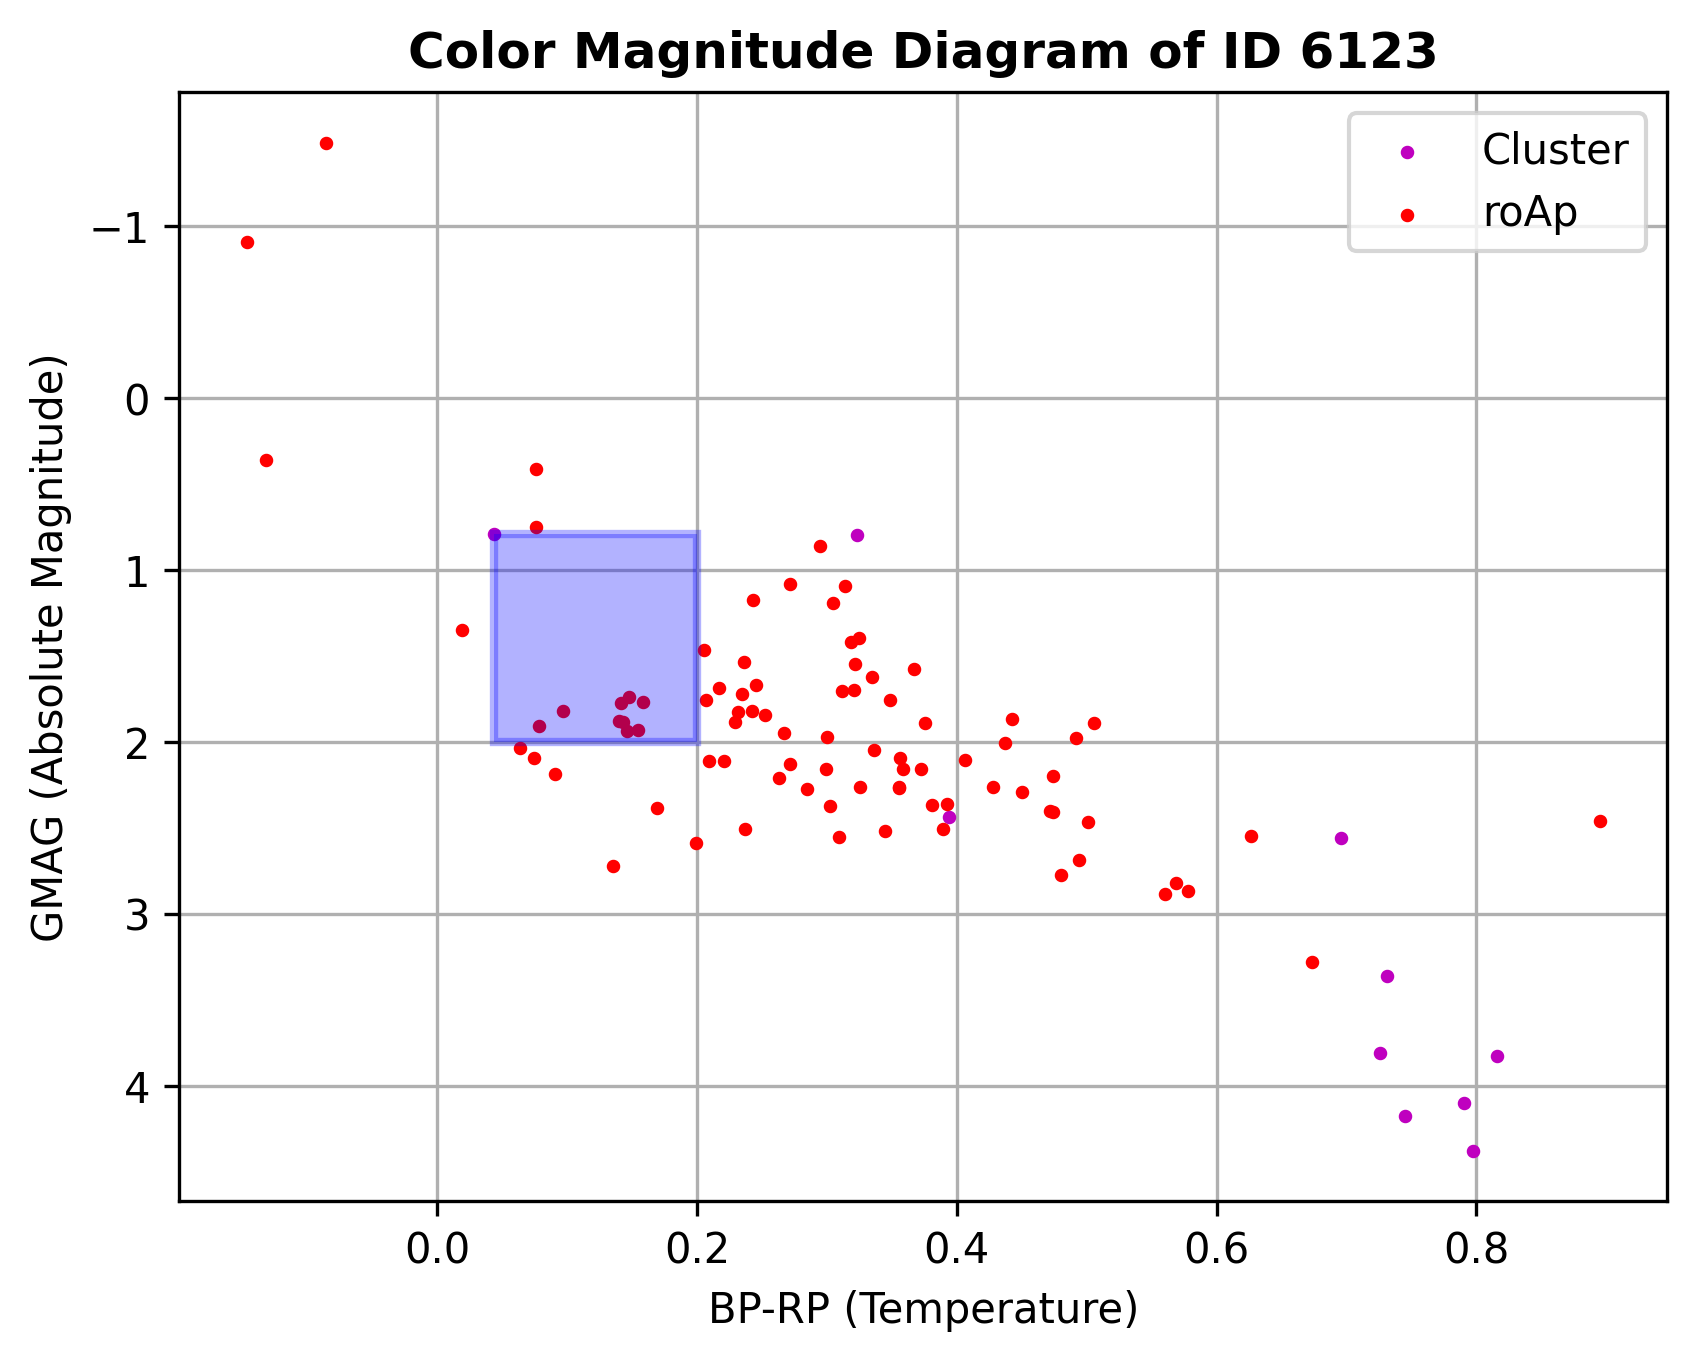 Color Magnitude Diagram of ID 6123
Cluster
roAp
−1
0
1
2
3
4
GMAG (Absolute Magnitude)
0.0 0.2 0.4 0.6 0.8
BP-RP (Temperature)